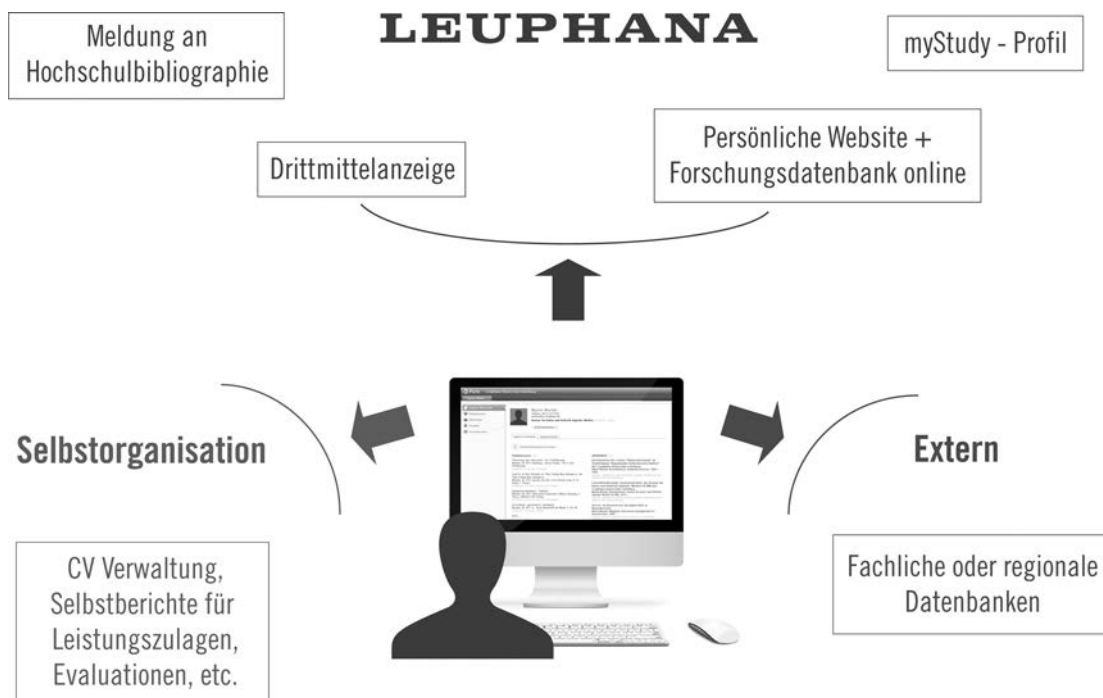 LEUPHANA
Meldung an
Hochschulbibliographie
myStudy - Profil
Drittmittelanzeige
Persönliche Website +
Forschungsdatenbank online
Selbstorganisation
Extern
CV Verwaltung,
Selbstberichte für
Leistungszulagen,
Evaluationen, etc.
Fachliche oder regionale
Datenbanken